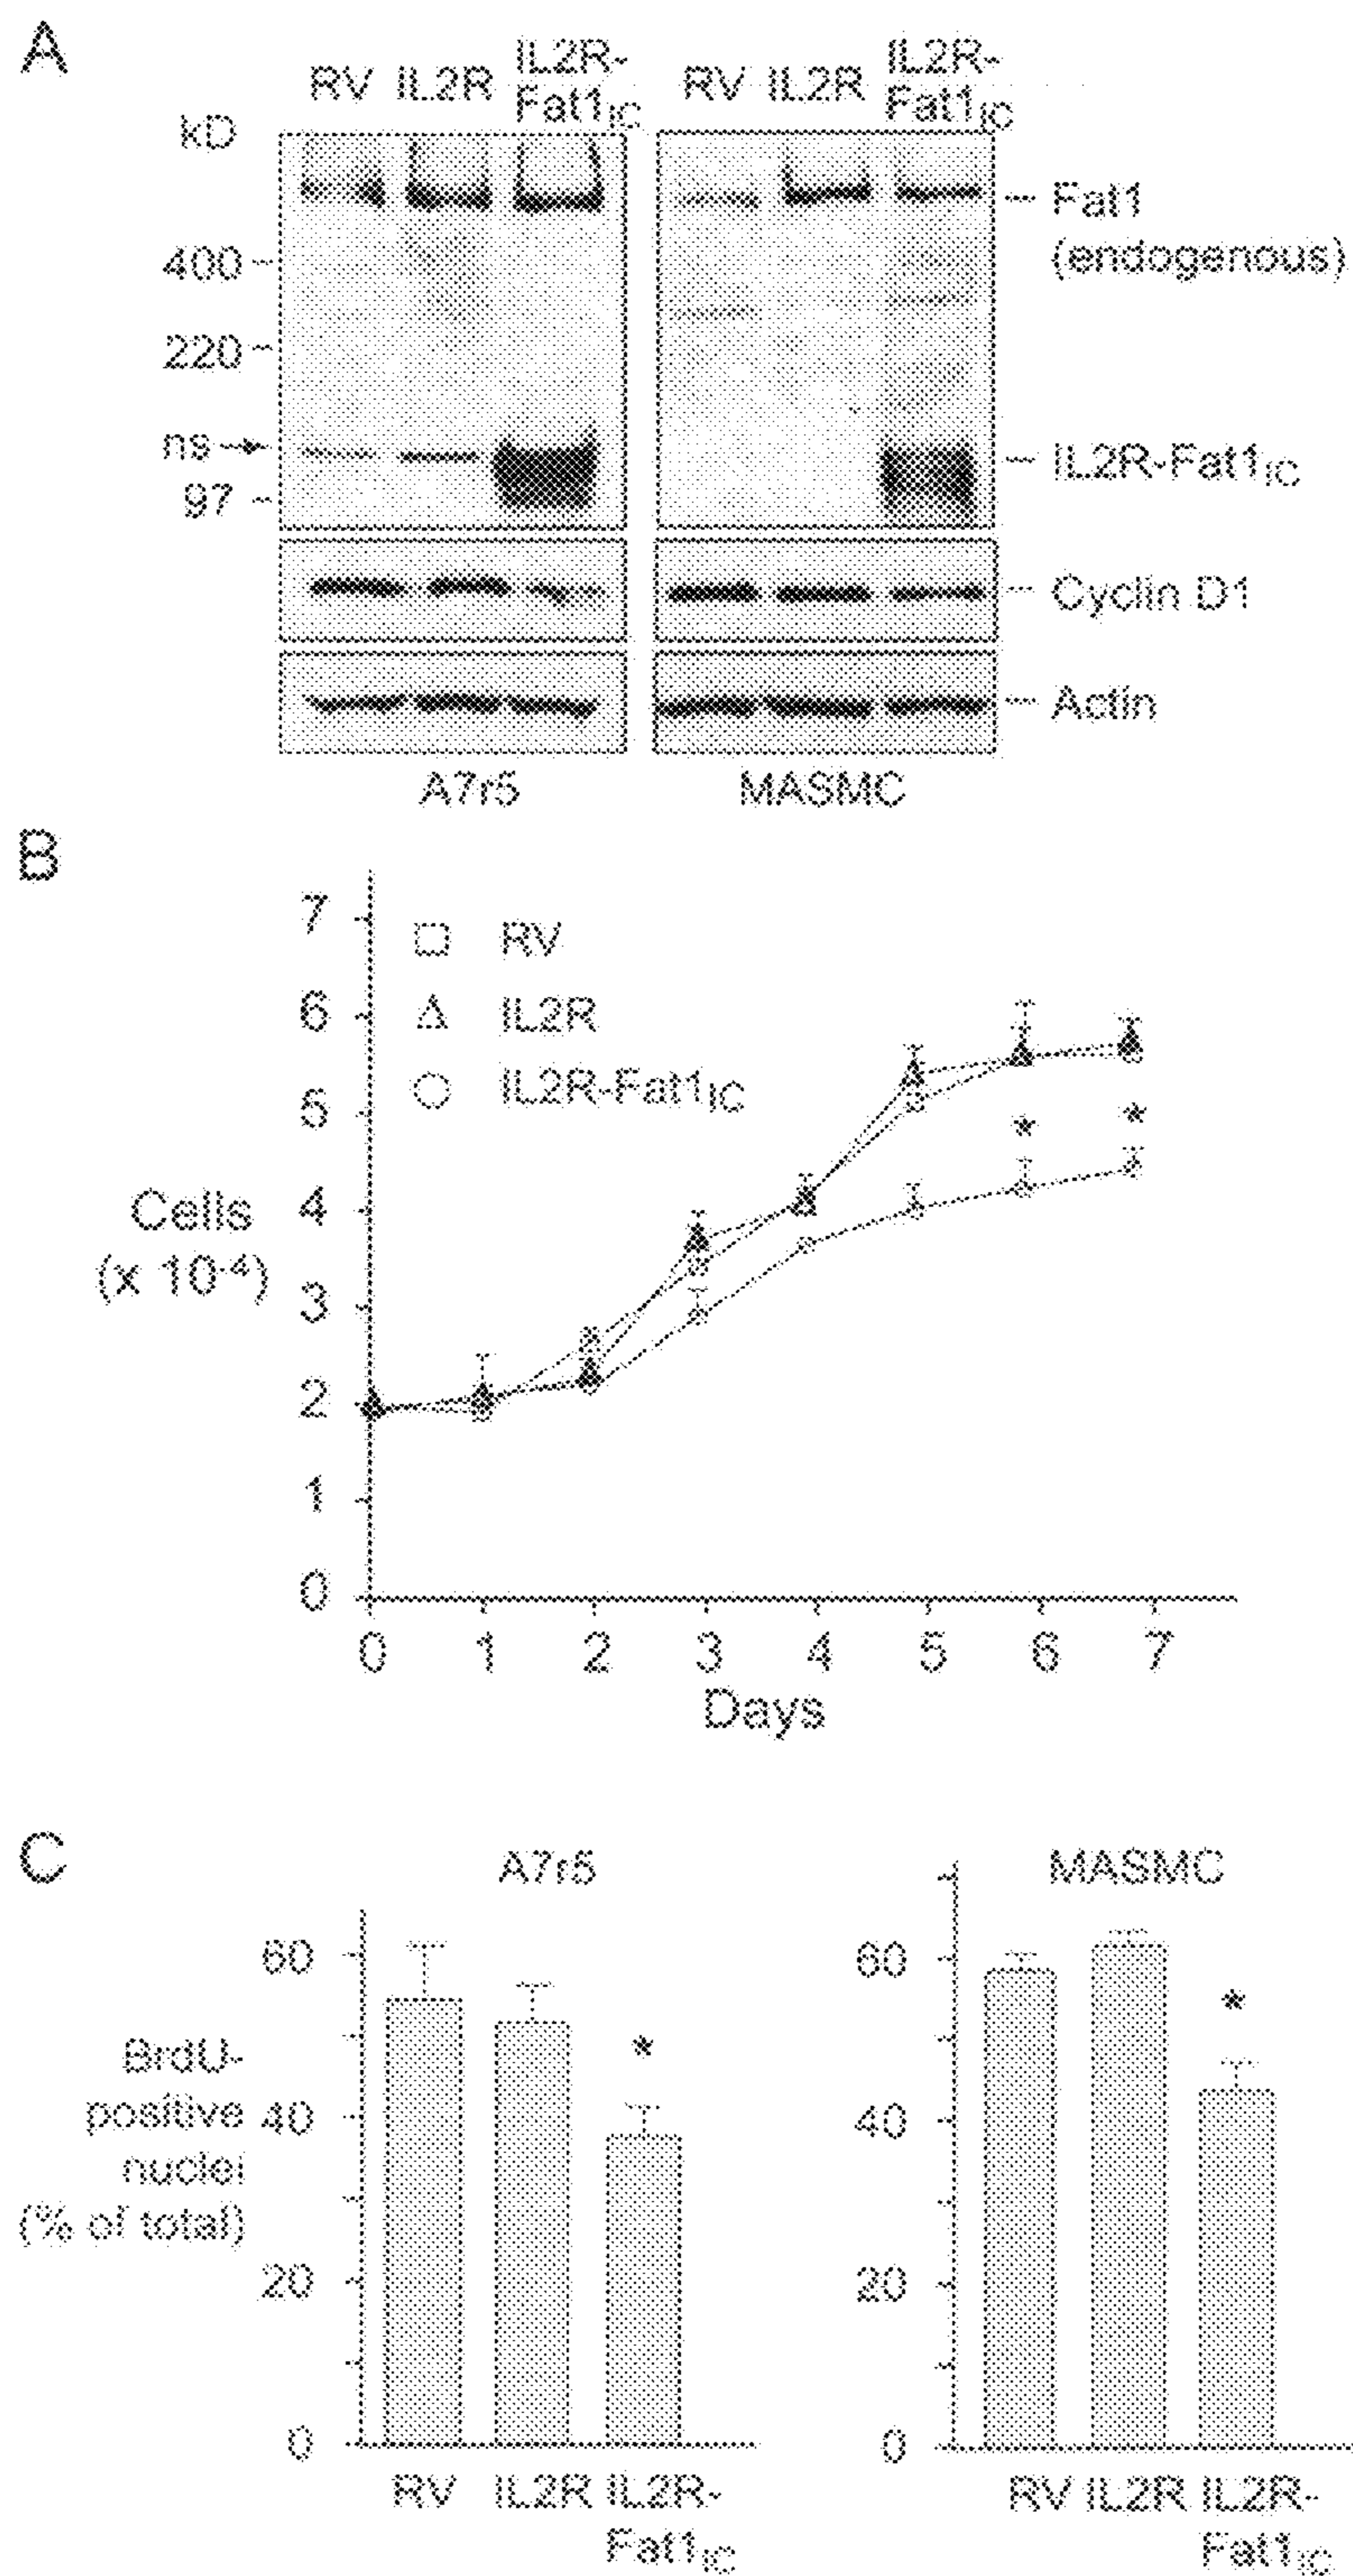 A
RV IL2R IL2R-
Fat1IC
RV IL2R IL2R-
Fat1IC
kD
Fat1
(endogenous)
400
220
ns
97
IL2R-Fat1IC
Cyclin D1
Actin
A7r5 MASMC
B
7
RV
6
IL2R
IL2R-Fat1IC
5
* *
Cells
(x 10-4)
4
3
2
1
0
0 1 2 3 4 5 6 7
Days
C
A7r5 MASMC
BrdU-
positive
nuclei
(% of total)
60
40
20
0
*
RV IL2R IL2R-
Fat1IC
60
40
20
0
*
RV IL2R IL2R-
Fat1IC